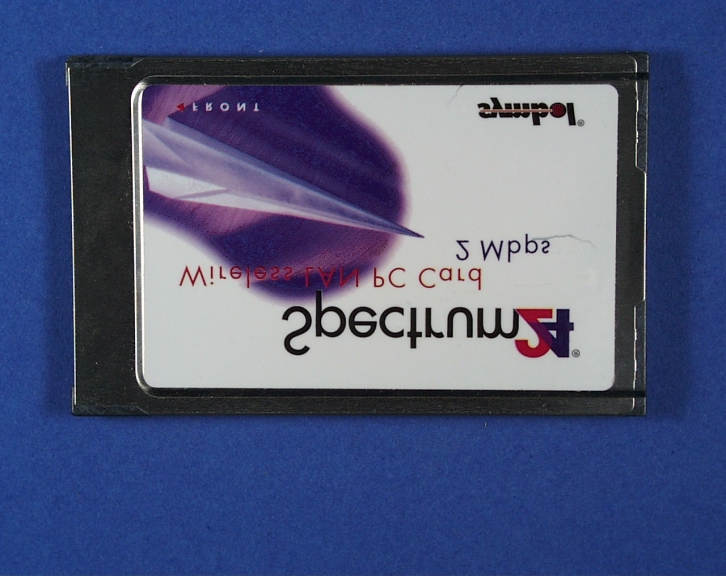 Spectrum24®
Wireless LAN PC Card
2 Mbps
◄FRONT
symbol®